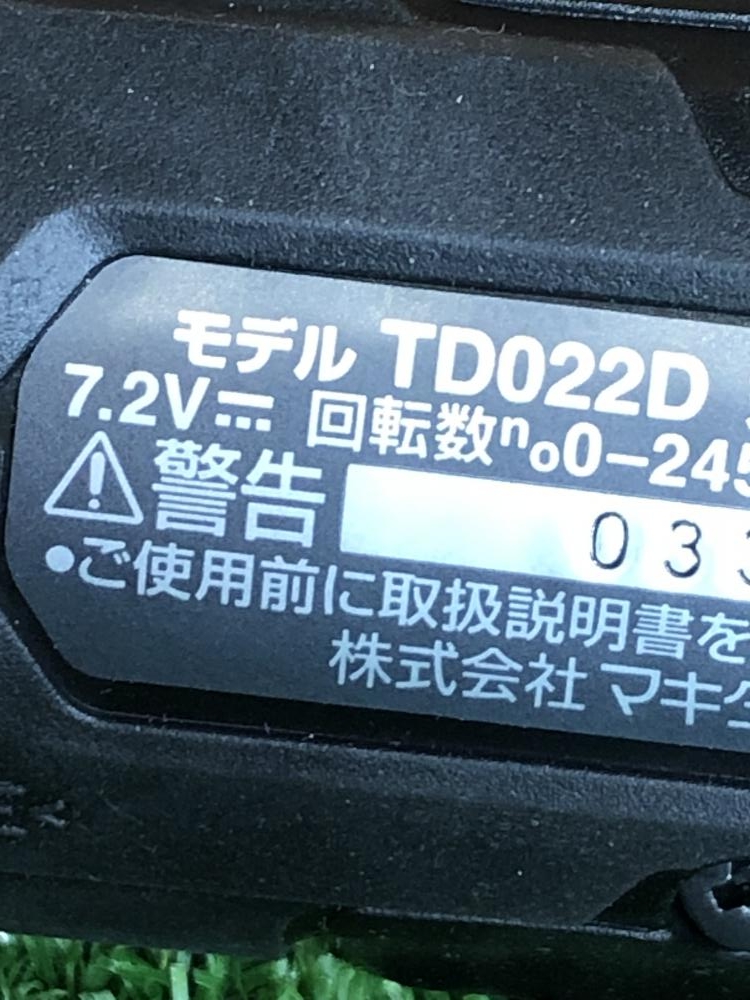 モデル TD022D
7.2V⎓ 回転数n₀0-245
⚠警告 033
●ご使用前に取扱説明書を
株式会社 マキタ